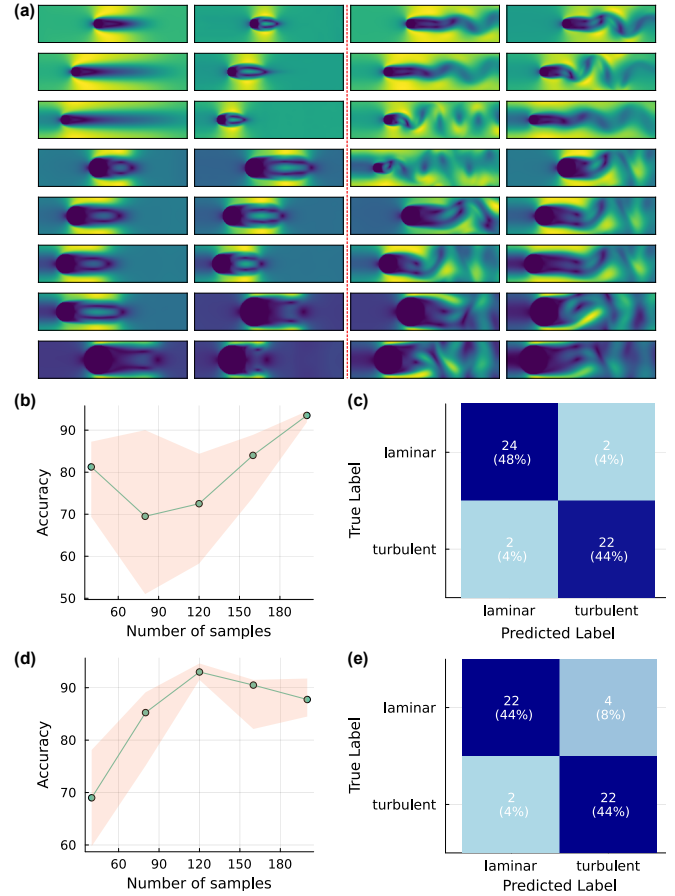 (a)
(b)
90
80
70
60
50
Accuracy
60 90 120 150 180
Number of samples
(c)
True Label
laminar
turbulent
24
(48%)
2
(4%)
2
(4%)
22
(44%)
laminar turbulent
Predicted Label
(d)
90
80
70
60
Accuracy
60 90 120 150 180
Number of samples
(e)
True Label
laminar
turbulent
22
(44%)
4
(8%)
2
(4%)
22
(44%)
laminar turbulent
Predicted Label